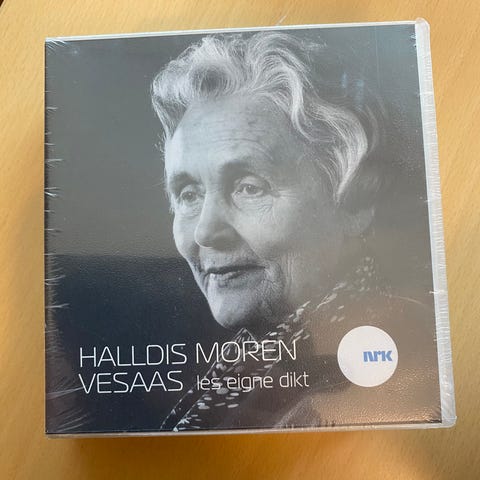 HALLDIS MOREN
VESAAS les eigne dikt
NRK